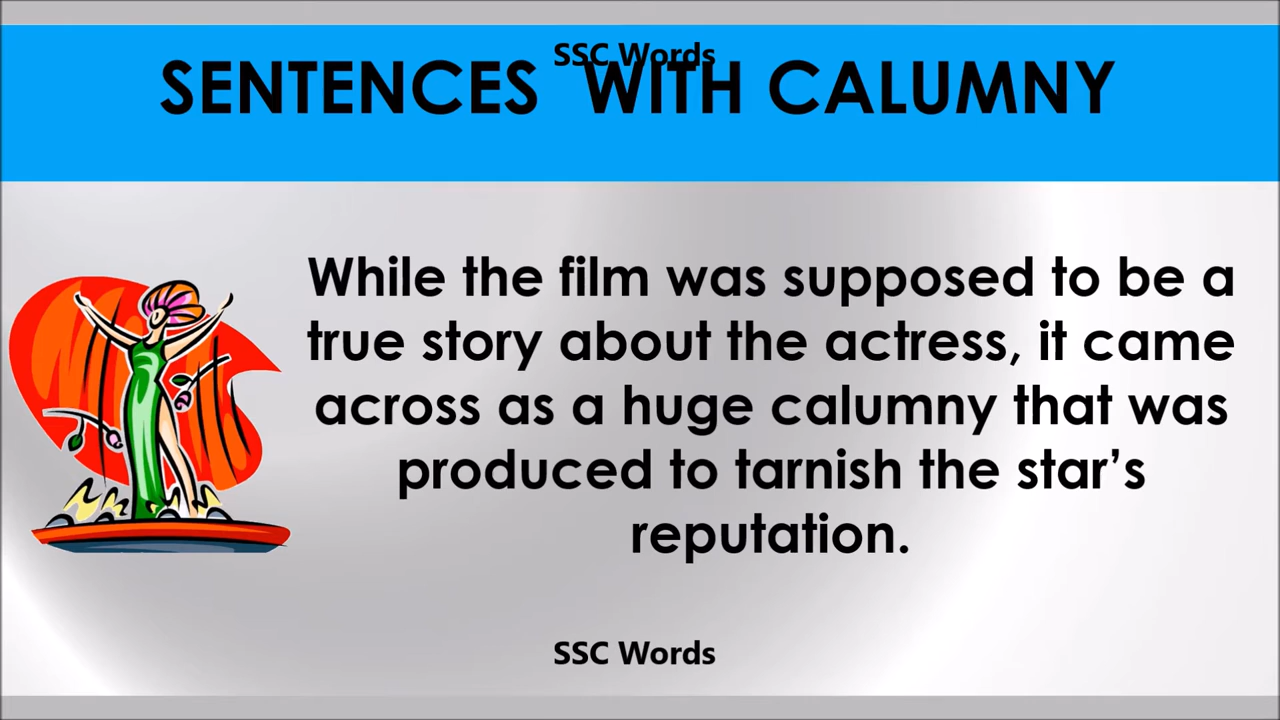 SSC Words
SENTENCES WITH CALUMNY
While the film was supposed to be a
true story about the actress, it came
across as a huge calumny that was
produced to tarnish the star’s
reputation.
SSC Words